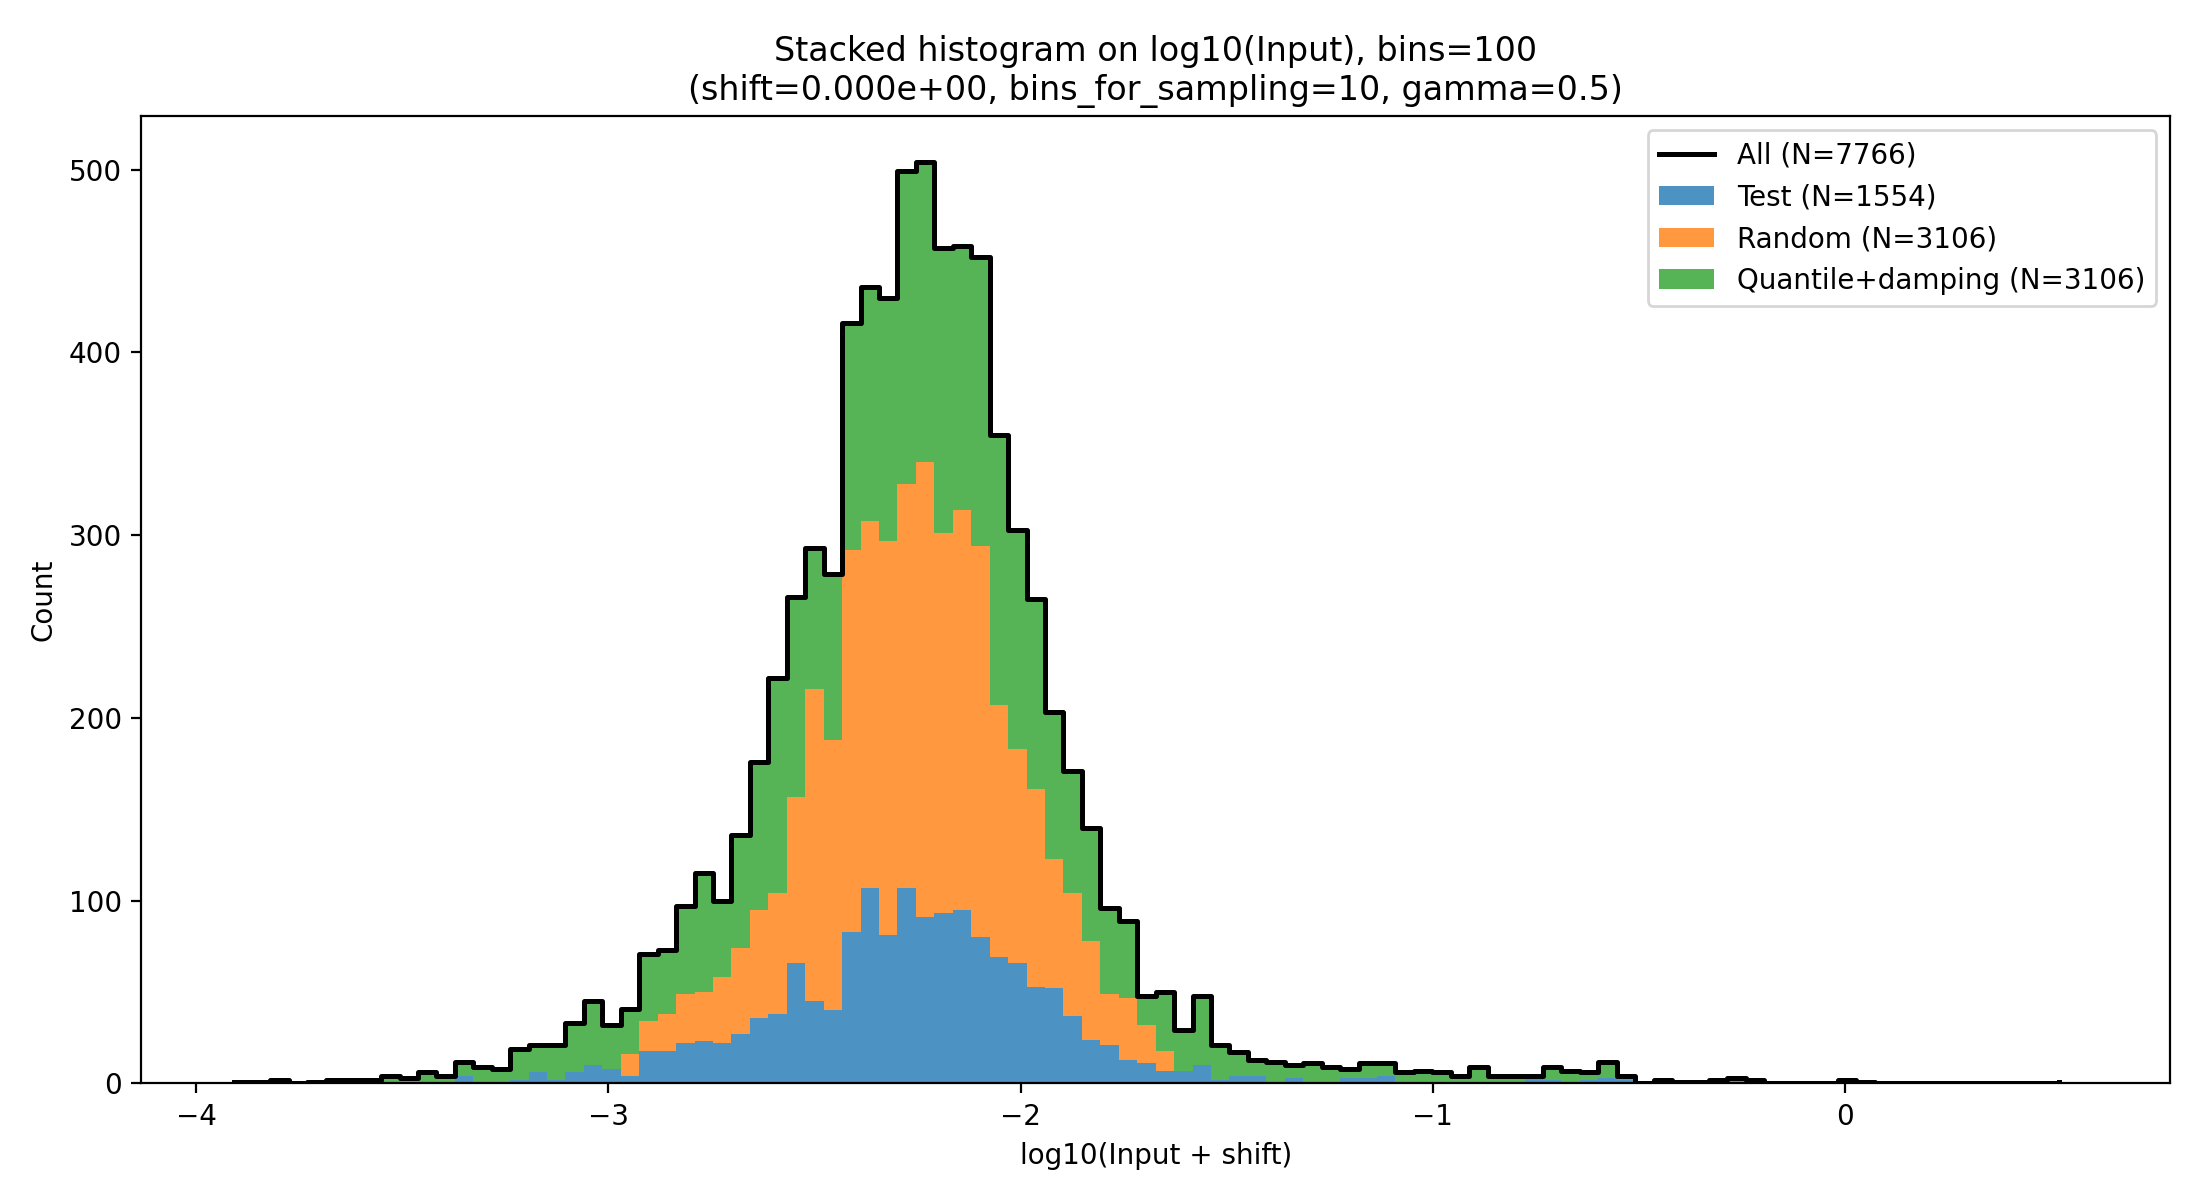 Stacked histogram on log10(Input), bins=100
(shift=0.000e+00, bins_for_sampling=10, gamma=0.5)
All (N=7766)
Test (N=1554)
Random (N=3106)
Quantile+damping (N=3106)
500
400
300
200
100
0
Count
−4
−3
−2
−1
0
log10(Input + shift)